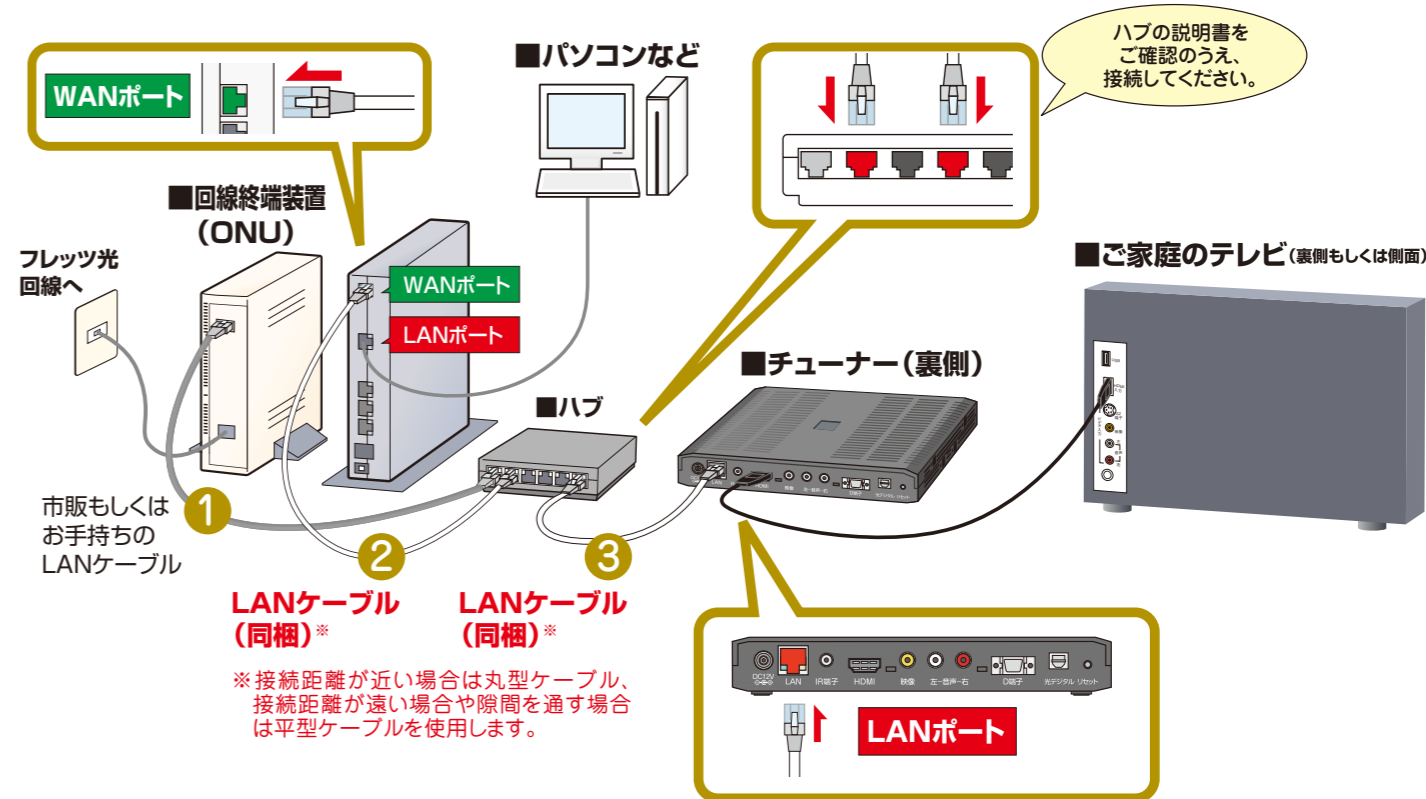 WANポート
■パソコンなど
ハブの説明書を
ご確認のうえ、
接続してください。
■回線終端装置
(ONU)
フレッツ光
回線へ
WANポート
LANポート
■ご家庭のテレビ(裏側もしくは側面)
■チューナー(裏側)
■ハブ
市販もしくは
お手持ちの
LANケーブル
1
2
LANケーブル
(同梱)※
3
LANケーブル
(同梱)※
※接続距離が近い場合は丸型ケーブル、
接続距離が遠い場合や隙間を通す場合
は平型ケーブルを使用します。
DC12V
LAN
IR端子
HDMI
映像
左-音声-右
D端子
光デジタル
リセット
LANポート